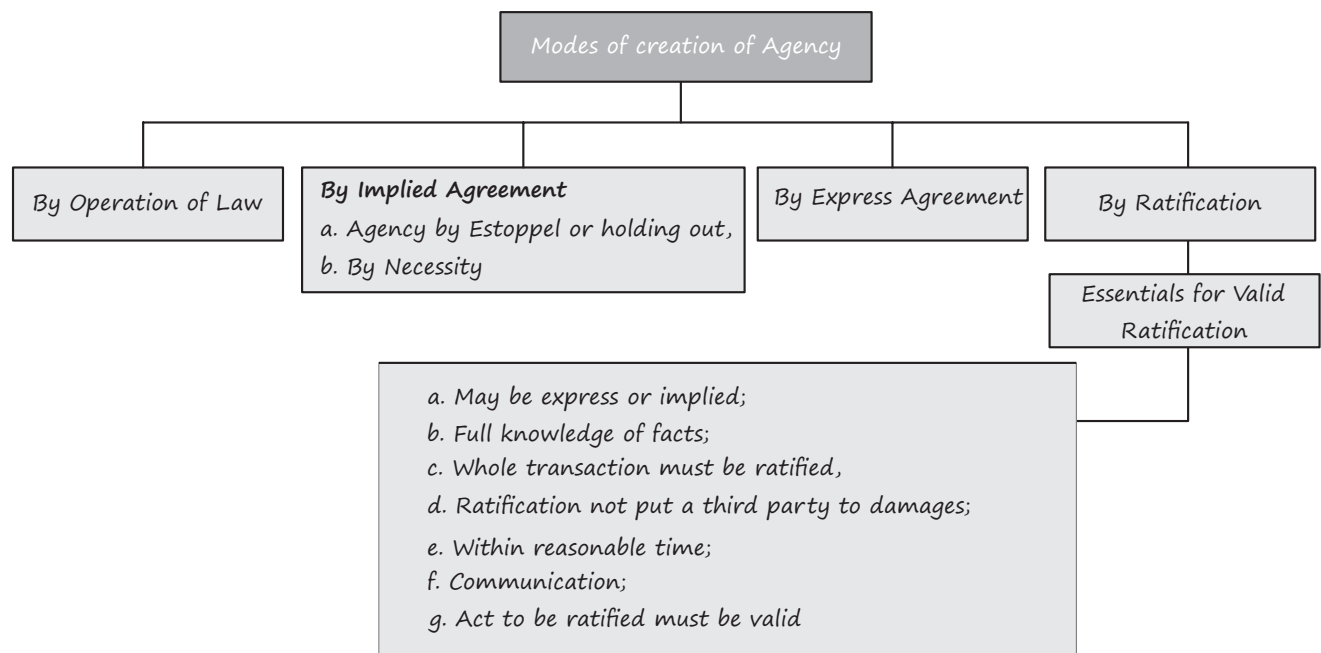 Modes of creation of Agency
By Operation of Law
By Implied Agreement
a. Agency by Estoppel or holding out,
b. By Necessity
By Express Agreement
By Ratification
Essentials for Valid
Ratification
a. May be express or implied;
b. Full knowledge of facts;
c. Whole transaction must be ratified,
d. Ratification not put a third party to damages;
e. Within reasonable time;
f. Communication;
g. Act to be ratified must be valid